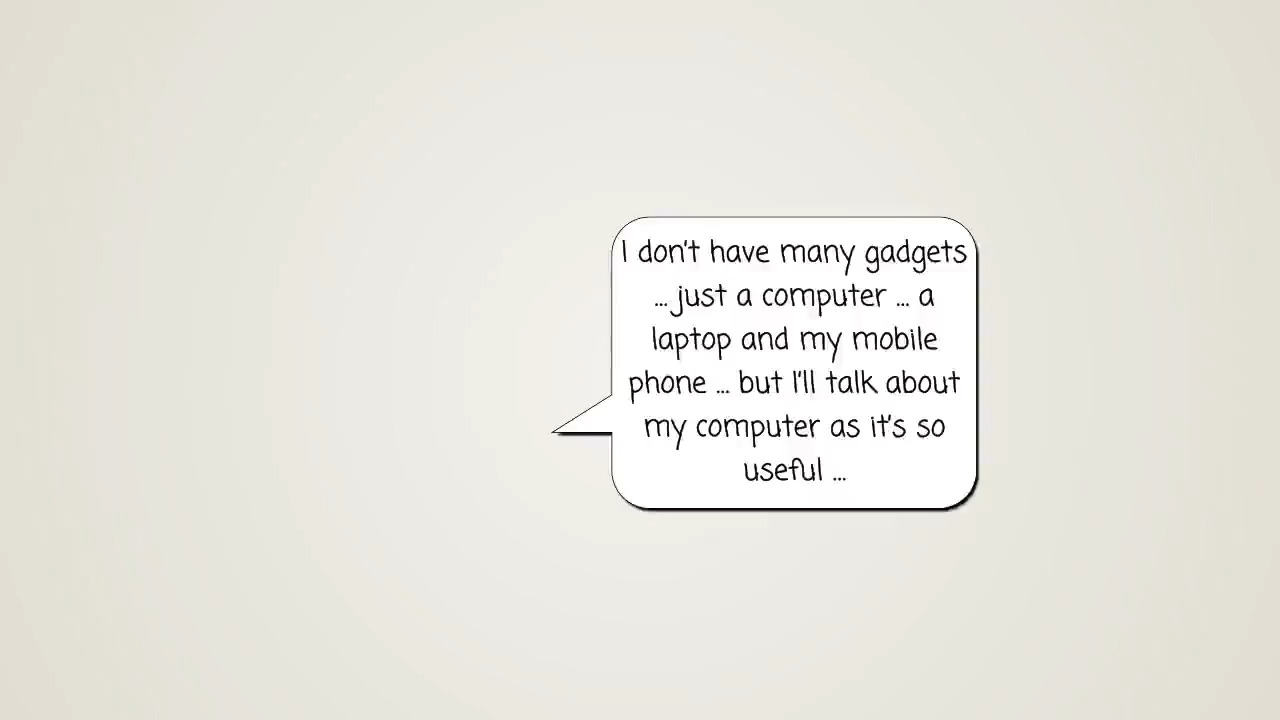 I don't have many gadgets
... just a computer ... a
laptop and my mobile
phone ... but I'll talk about
my computer as it's so
useful ...